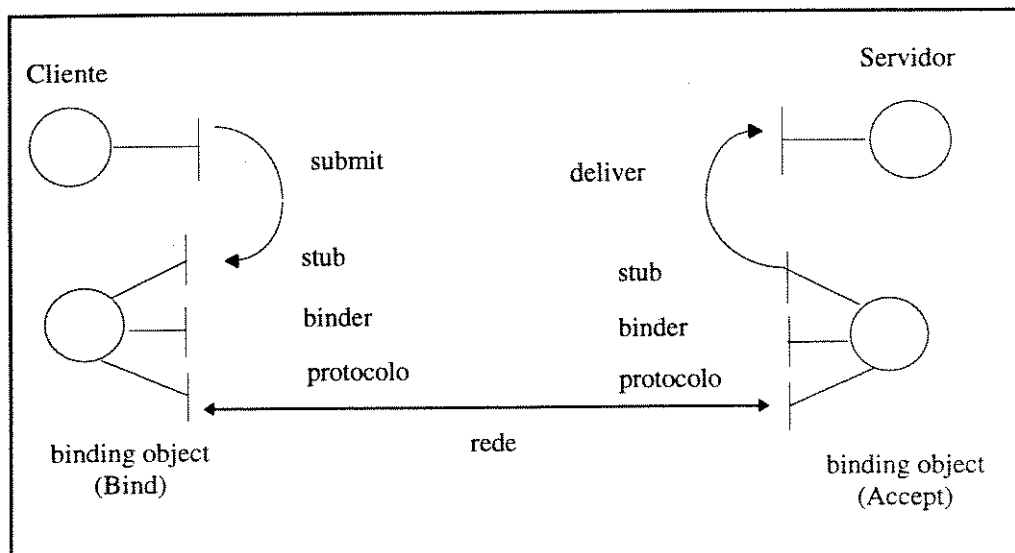 Cliente
Servidor
submit
deliver
stub
stub
binder
binder
protocolo
protocolo
rede
binding object
(Bind)
binding object
(Accept)